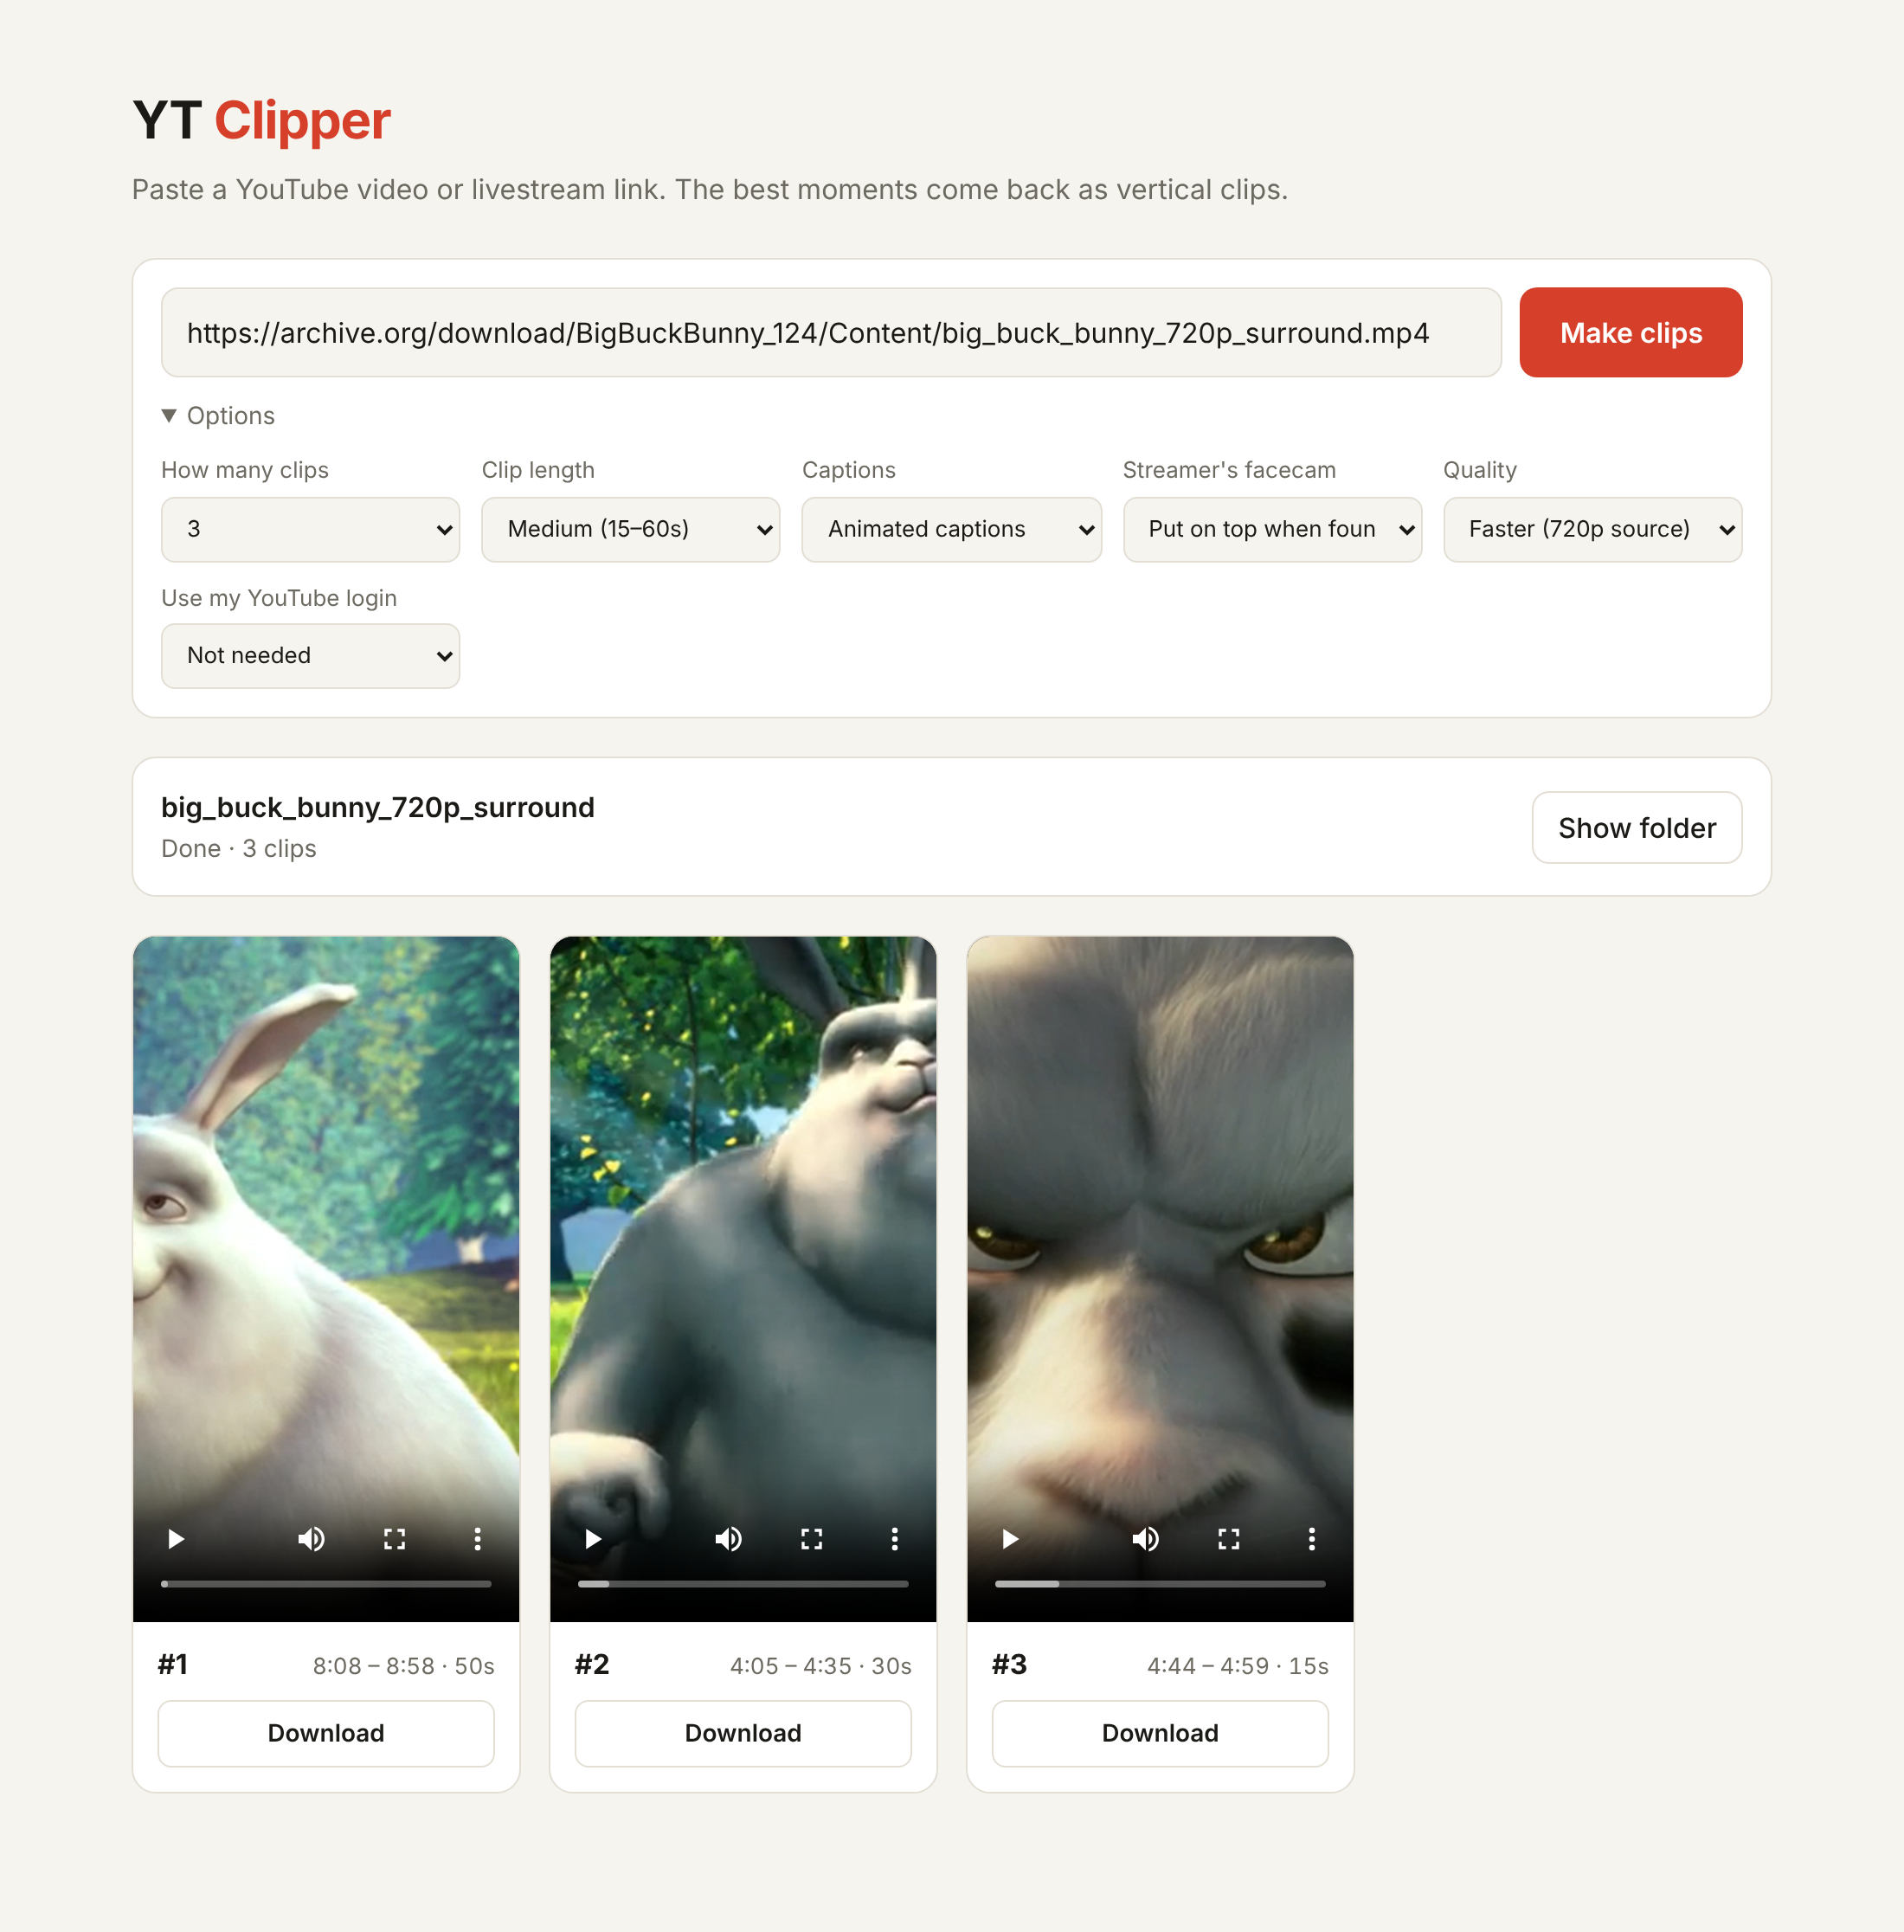 YT Clipper
Paste a YouTube video or livestream link. The best moments come back as vertical clips.
https://archive.org/download/BigBuckBunny_124/Content/big_buck_bunny_720p_surround.mp4
Make clips
▼ Options
How many clips
Clip length
Captions
Streamer's facecam
Quality
3
Medium (15–60s)
Animated captions
Put on top when foun
Faster (720p source)
Use my YouTube login
Not needed
big_buck_bunny_720p_surround
Done · 3 clips
Show folder
#1 8:08 – 8:58 · 50s
#2 4:05 – 4:35 · 30s
#3 4:44 – 4:59 · 15s
Download
Download
Download